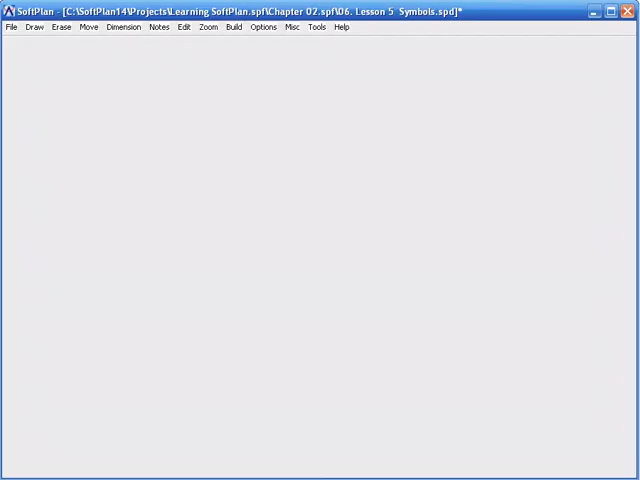 SoftPlan - [C:\SoftPlan14\Projects\Learning SoftPlan.spf\Chapter 02.spf\06. Lesson 5  Symbols.spd]*
File Draw Erase Move Dimension Notes Edit Zoom Build Options Misc Tools Help